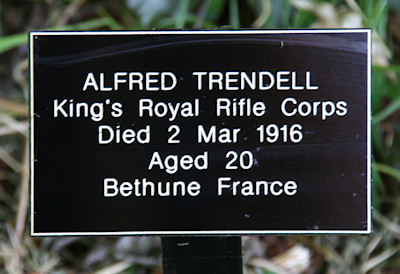 ALFRED TRENDELL
King's Royal Rifle Corps
Died 2 Mar 1916
Aged 20
Bethune France